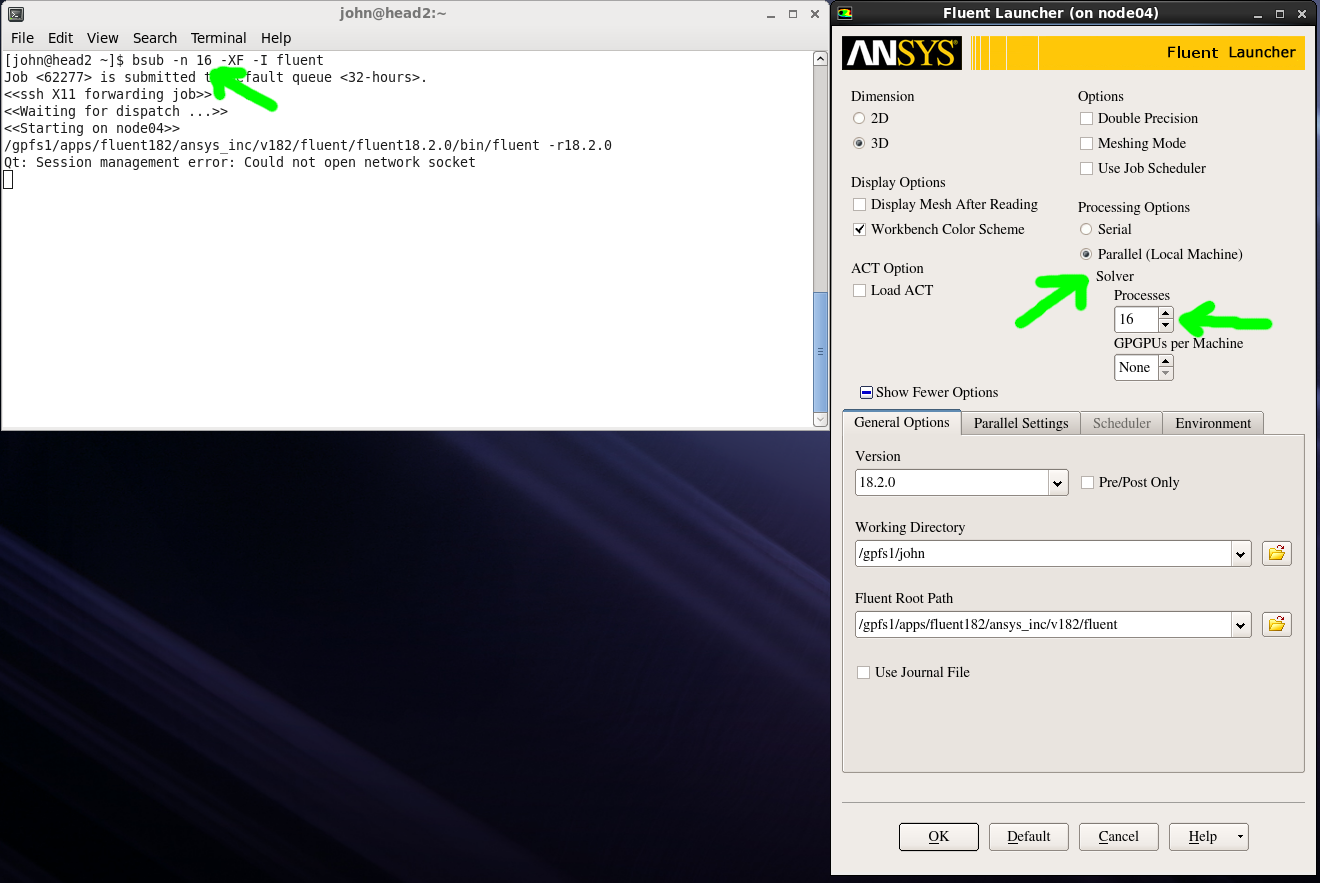 john@head2:~
File Edit View Search Terminal Help
[john@head2 ~]$ bsub -n 16 -XF -I fluent
Job <62277> is submitted t default queue <32-hours>.
<<ssh X11 forwarding job>>
<<Waiting for dispatch ...>>
<<Starting on node04>>
/gpfs1/apps/fluent182/ansys_inc/v182/fluent/fluent18.2.0/bin/fluent -r18.2.0
Qt: Session management error: Could not open network socket
Fluent Launcher (on node04)
ANSYS
Fluent Launcher
Dimension
2D
3D
Display Options
Display Mesh After Reading
Workbench Color Scheme
ACT Option
Load ACT
Options
Double Precision
Meshing Mode
Use Job Scheduler
Processing Options
Serial
Parallel (Local Machine)
Solver
Processes
16
GPGPUs per Machine
None
Show Fewer Options
General Options Parallel Settings Scheduler Environment
Version
18.2.0 Pre/Post Only
Working Directory
/gpfs1/john
Fluent Root Path
/gpfs1/apps/fluent182/ansys_inc/v182/fluent
Use Journal File
OK Default Cancel Help